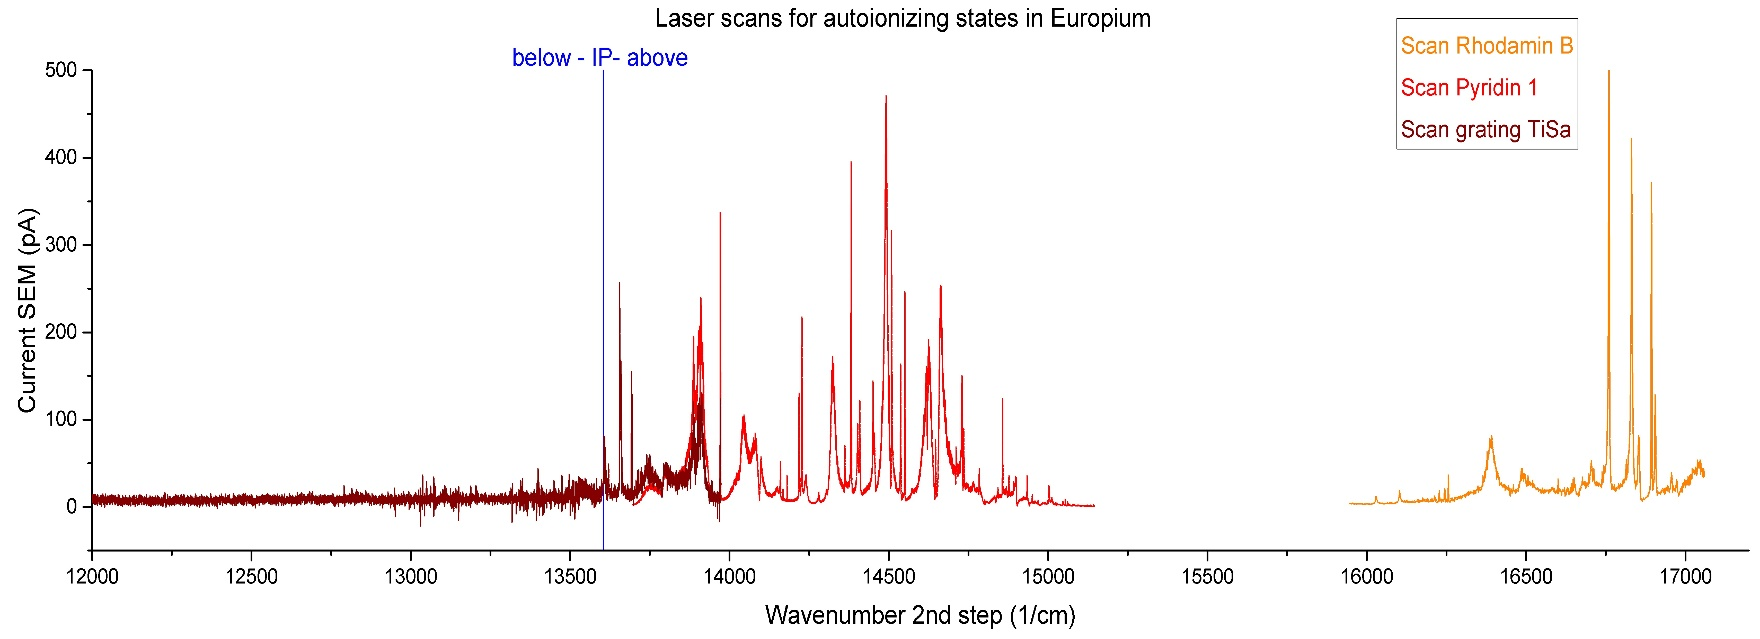 Laser scans for autoionizing states in Europium
below - IP- above
Scan Rhodamin B
Scan Pyridin 1
Scan grating TiSa
500
400
300
200
100
0
Current SEM (pA)
12000 12500 13000 13500 14000 14500 15000 15500 16000 16500 17000
Wavenumber 2nd step (1/cm)